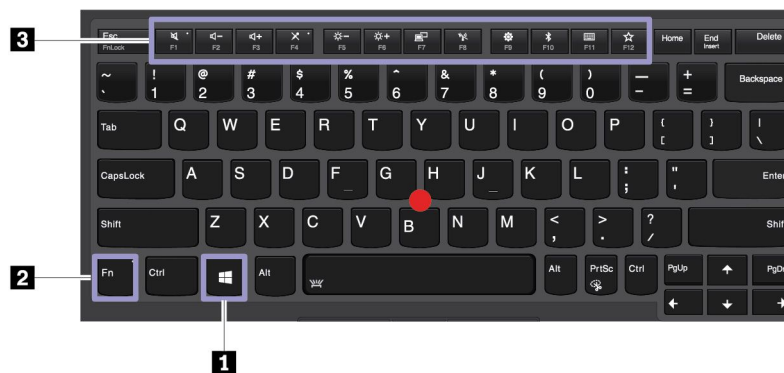 3
Esc Home End Delete
FnLock F1 F2 F3 F4 F5 F6 F7 F8 F9 F10 F11 F12 Insert
~ ! @ # $ % ^ & * ( ) — + Backspace
` 1 2 3 4 5 6 7 8 9 0 - =
Tab Q W E R T Y U I O P { } |
[ ] \
CapsLock A S D F G H J K L : " Enter
; '
Shift Z X C V B N M < > ? Shif
, . /
2
Fn Ctrl Alt Alt PrtSc Ctrl PgUp PgD
1